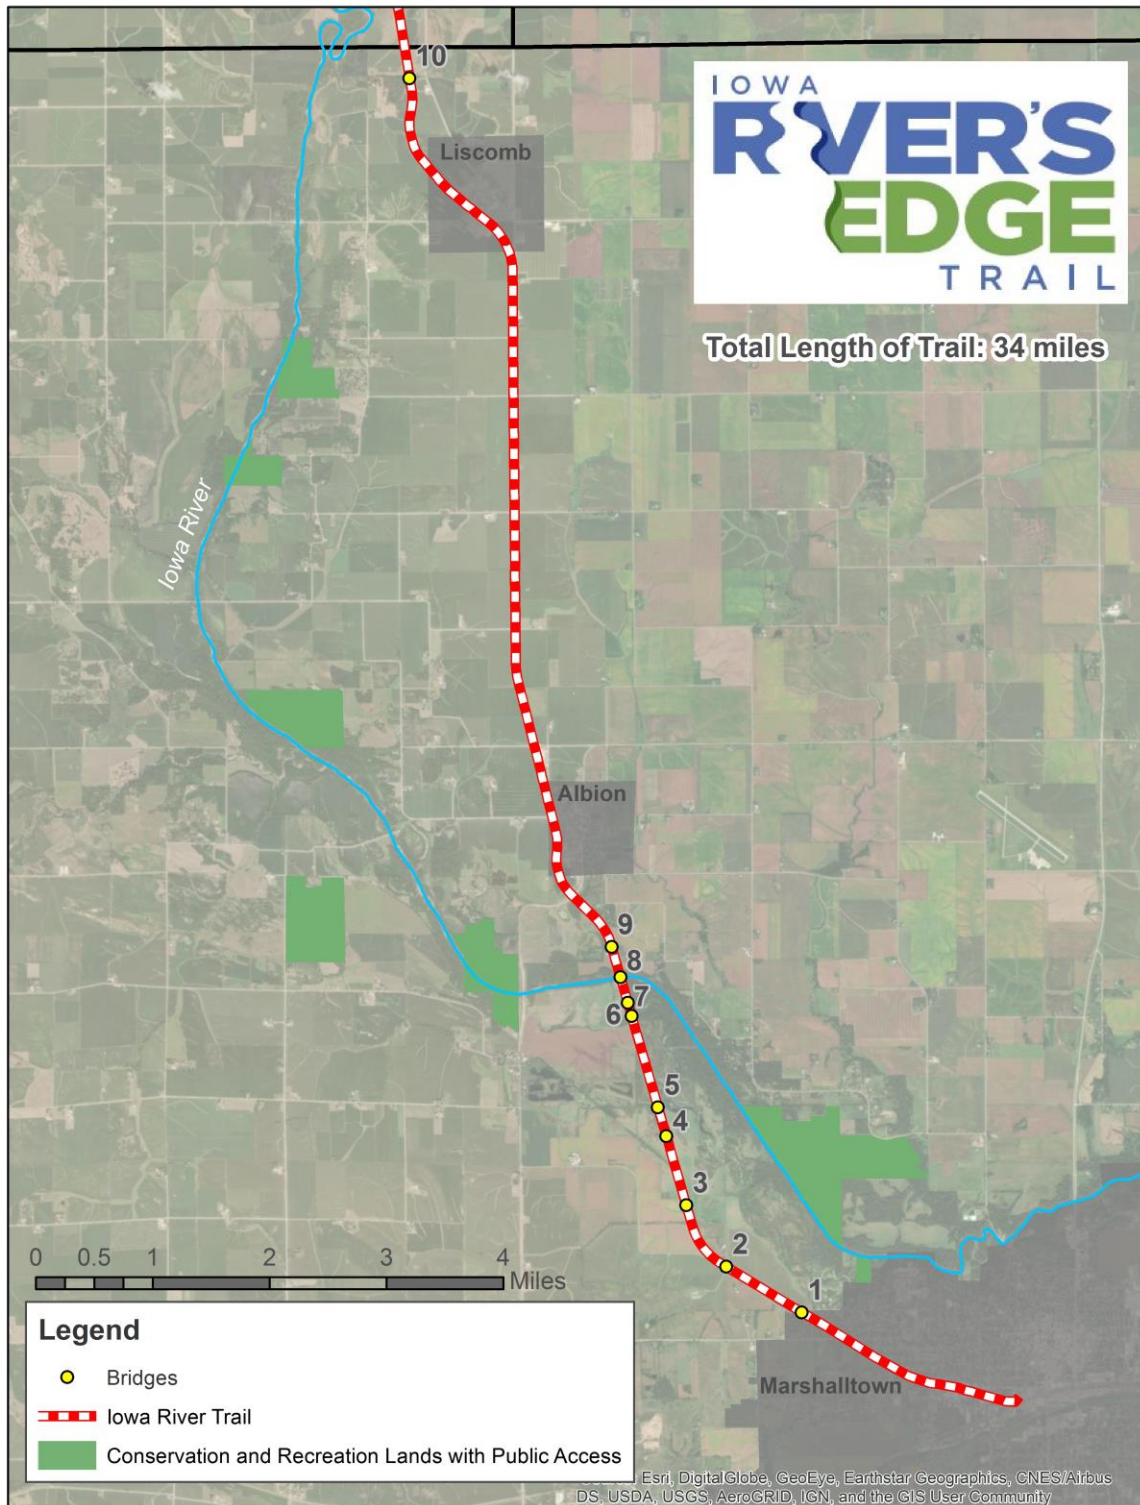 10
Liscomb
IOWA
RIVER'S
EDGE
TRAIL
Total Length of Trail: 34 miles
Iowa River
Albion
9
8
7
6
5
4
3
2
1
0 0.5 1 2 3 4
Miles
Marshalltown
Legend
Bridges
Iowa River Trail
Conservation and Recreation Lands with Public Access
Esri, DigitalGlobe, GeoEye, Earthstar Geographics, CNES/Airbus
DS, USDA, USGS, AeroGRID, IGN, and the GIS User Community